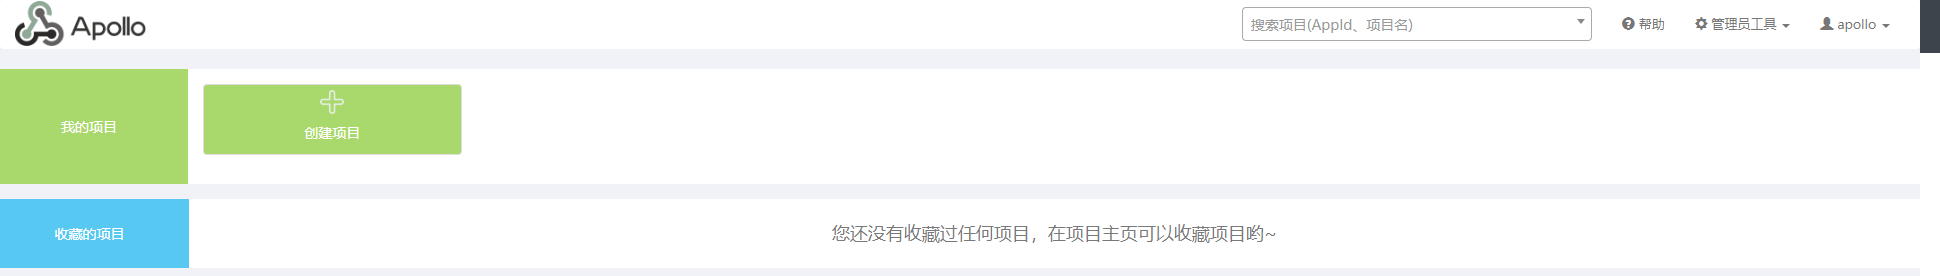 Apollo
搜索项目(AppId、项目名)
帮助
管理员工具
apollo
我的项目
创建项目
收藏的项目
您还没有收藏过任何项目，在项目主页可以收藏项目哟~